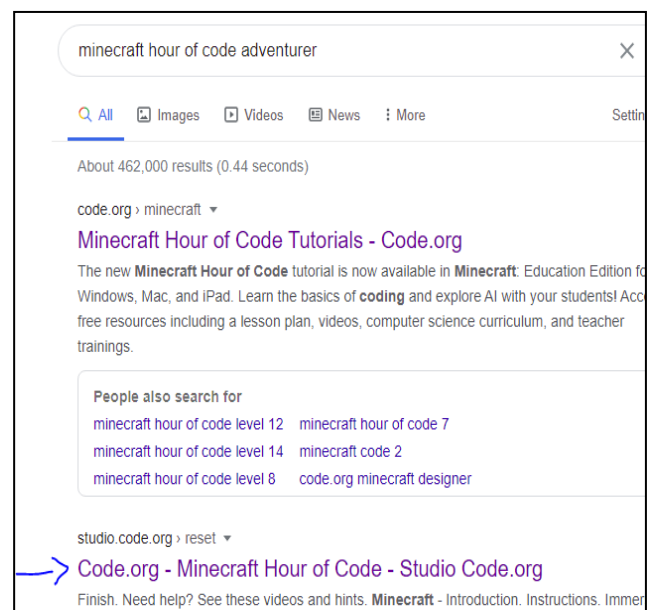 minecraft hour of code adventurer
All Images Videos News More Settin
About 462,000 results (0.44 seconds)
code.org › minecraft
Minecraft Hour of Code Tutorials - Code.org
The new Minecraft Hour of Code tutorial is now available in Minecraft: Education Edition fo
Windows, Mac, and iPad. Learn the basics of coding and explore AI with your students! Acc
free resources including a lesson plan, videos, computer science curriculum, and teacher
trainings.
People also search for
minecraft hour of code level 12 minecraft hour of code 7
minecraft hour of code level 14 minecraft code 2
minecraft hour of code level 8 code.org minecraft designer
studio.code.org › reset
Code.org - Minecraft Hour of Code - Studio Code.org
Finish. Need help? See these videos and hints. Minecraft - Introduction. Instructions. Immer